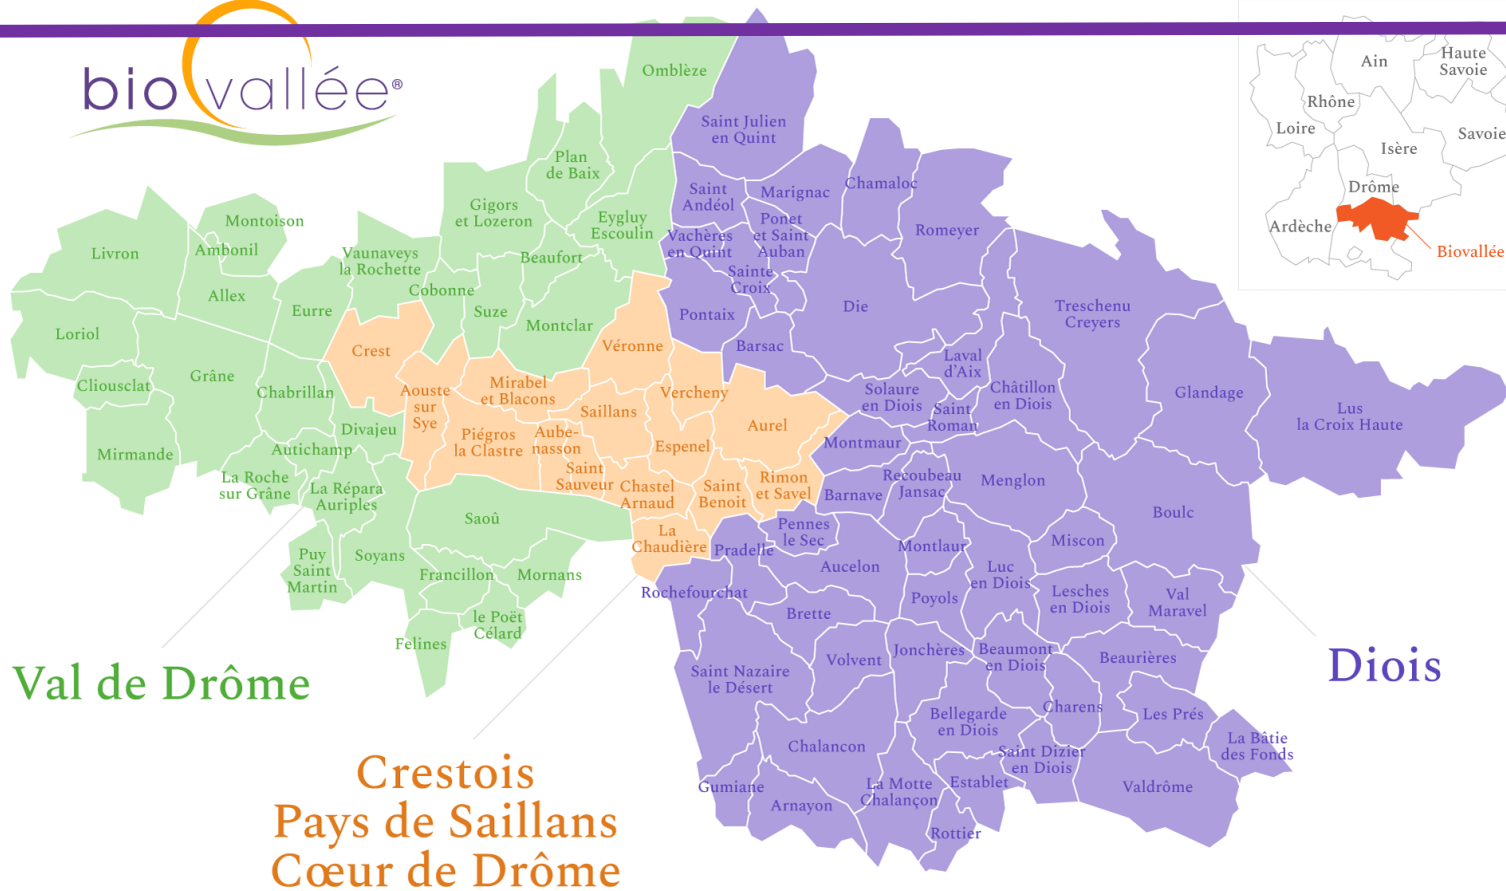 biovallée®
Omblèze
Plan
de Baix
Gigors
et Lozeron
Eygluy
Escoulin
Montoison
Ambonil
Livron
Vaunaveys
la Rochette
Beaufort
Cobonne
Allex
Eurre
Suze
Montclar
Loriol
Grâne
Cliousclat
Chabrillan
Divajeu
Autichamp
Mirmande
La Roche
sur Grâne
La Répara
Auriples
Saoû
Puy
Saint
Martin
Soyans
Francillon
Mornans
le Poët
Célard
Felines
Val de Drôme
Crest
Véronne
Aouste
sur
Sye
Mirabel
et Blacons
Vercheny
Saillans
Aurel
Piégros
la Clastre
Aube-
nasson
Espenel
Saint
Sauveur
Chastel
Arnaud
Saint
Benoit
Rimon
et Savel
La
Chaudière
Crestois
Pays de Saillans
Cœur de Drôme
Saint Julien
en Quint
Saint
Andéol
Marignac
Chamaloc
Ponet
et Saint
Auban
Vachères
en Quint
Romeyer
Sainte
Croix
Pontaix
Die
Barsac
Treschenu
Creyers
Laval
d'Aix
Solaure
en Diois
Saint
Roman
Châtillon
en Diois
Glandage
Lus
la Croix Haute
Montmaur
Barnave
Recoubeau
Jansac
Menglon
Boulc
Pennes
le Sec
Pradelle
Aucelon
Montlaur
Miscon
Luc
en Diois
Rochefourchat
Brette
Poyols
Lesches
en Diois
Val
Maravel
Saint Nazaire
le Désert
Volvent
Jonchères
Beaumont
en Diois
Beaurières
Bellegarde
en Diois
Charens
Les Prés
La Bâtie
des Fonds
Chalancon
Saint Dizier
en Diois
Gumiane
Arnayon
La Motte
Chalançon
Establet
Valdrôme
Rottier
Diois
Ain
Haute
Savoie
Rhône
Loire
Savoie
Isère
Drôme
Ardèche
Biovallée